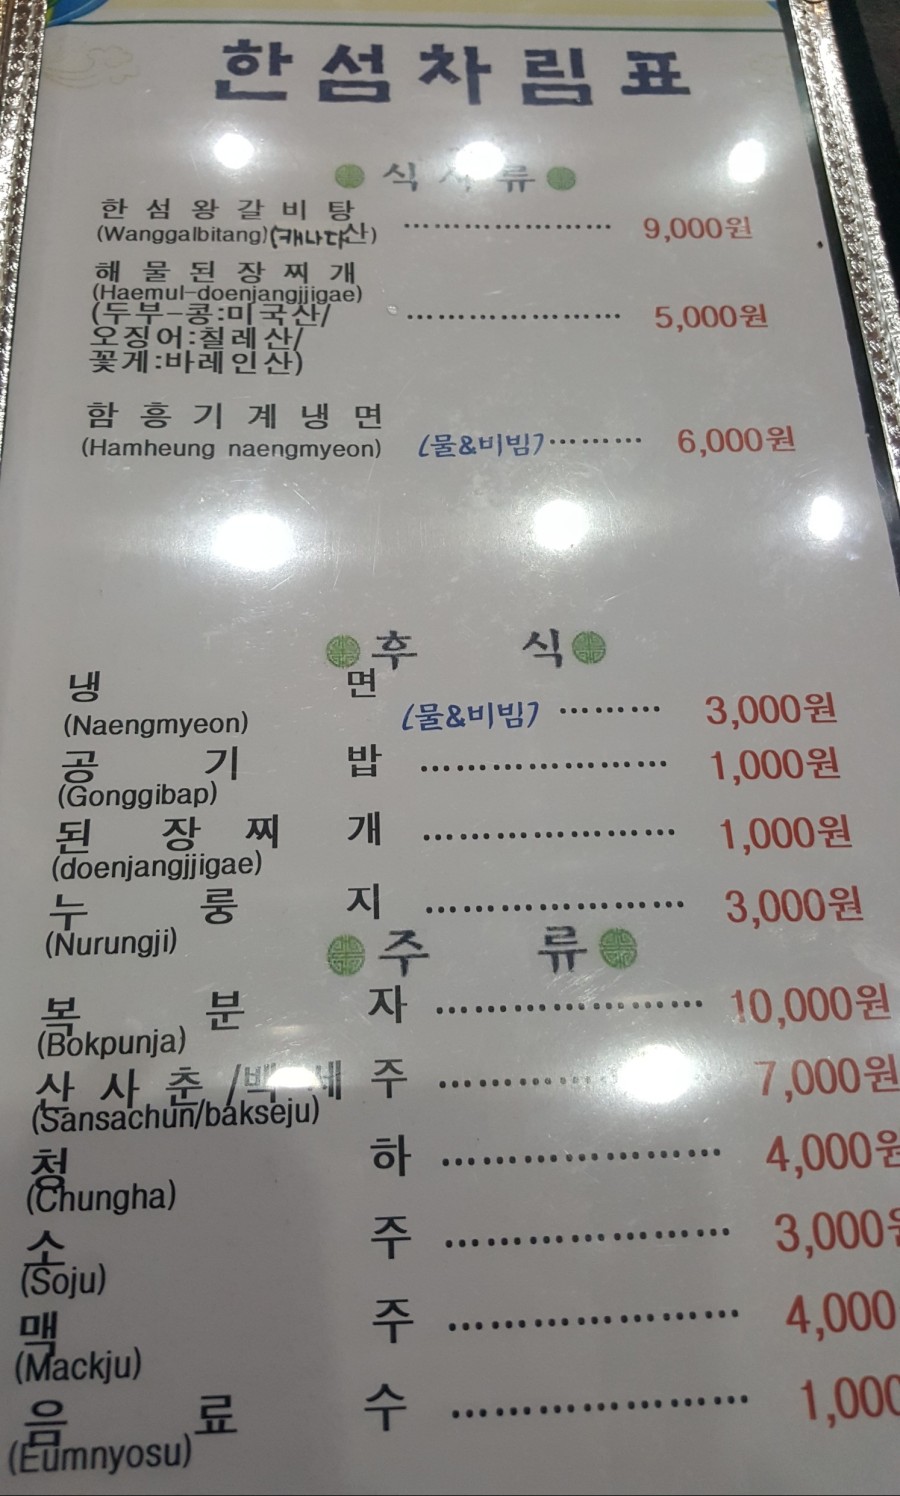 한섬차림표
식사류
한섬왕갈비탕
(Wanggalbitang)(캐나다산) ························ 9,000원
해물된장찌개
(Haemul-doenjangjjigae)
(두부-콩:미국산/ ························ 5,000원
오징어:칠레산/
꽃게:바레인산)
함흥기계냉면
(Hamheung naengmyeon) (물&비빔) ········· 6,000원
후식
냉면
(Naengmyeon) (물&비빔) ········· 3,000원
공기밥 ························ 1,000원
(Gonggibap)
된장찌개 ························ 1,000원
(doenjangjjigae)
누룽지 ························ 3,000원
(Nurungji)
주류
복분자 ························ 10,000원
(Bokpunja)
산사춘/백세주 ························ 7,000원
(Sansachun/bakseju)
청하 ························ 4,000원
(Chungha)
소주 ························ 3,000원
(Soju)
맥주 ························ 4,000
(Mackju)
음료수 ························ 1,000
(Eumnyosu)